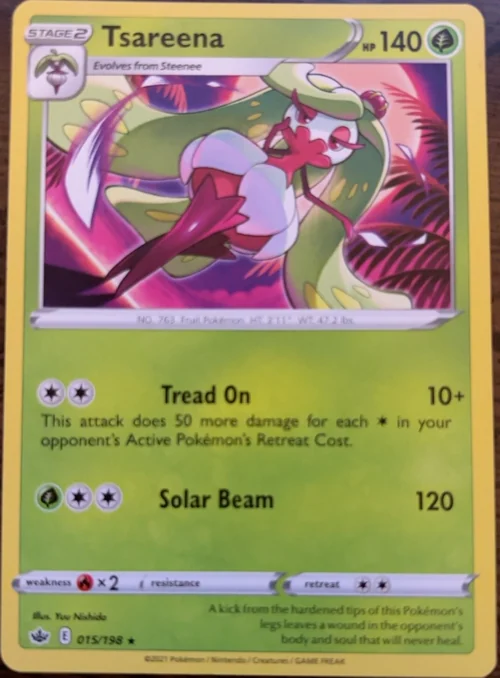 STAGE 2
Tsareena
HP 140
Evolves from Steenee
NO. 763 Fruit Pokémon HT: 3'11" WT: 47.2 lbs.
Tread On 10+
This attack does 50 more damage for each in your
opponent's Active Pokémon's Retreat Cost.
Solar Beam 120
weakness ×2 resistance retreat
Illus. You Nishida
A kick from the hardened tips of this Pokémon's
legs leaves a wound in the opponent's
body and soul that will never heal.
E 015/198 ★
©2021 Pokémon / Nintendo / Creatures / GAME FREAK